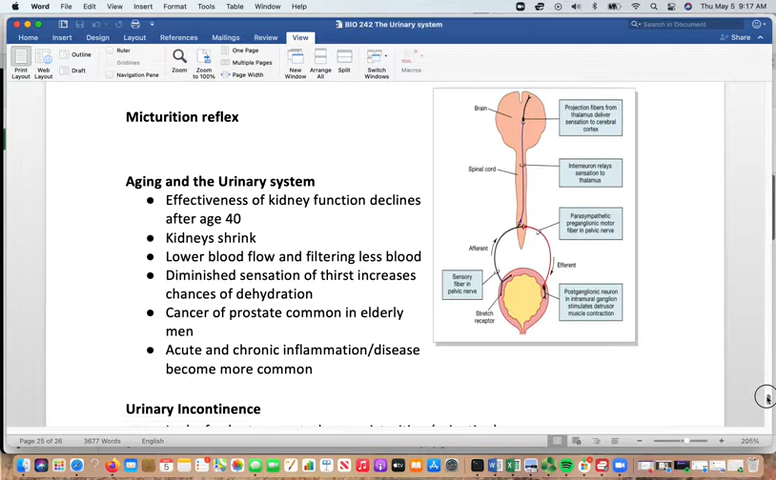 Word File Edit View Insert Format Tools Table Window Help
Thu May 5 9:17 AM
BIO 242 The Urinary system
Search in Document
Home Insert Design Layout References Mailings Review View
Share
Print Layout
Web Layout
Outline
Draft
Ruler
Gridlines
Navigation Pane
Zoom
Zoom to 100%
One Page
Multiple Pages
Page Width
New Window
Arrange All
Split
Switch Windows
Macros
Micturition reflex
Aging and the Urinary system
● Effectiveness of kidney function declines
after age 40
● Kidneys shrink
● Lower blood flow and filtering less blood
● Diminished sensation of thirst increases
chances of dehydration
● Cancer of prostate common in elderly
men
● Acute and chronic inflammation/disease
become more common
Urinary Incontinence
Brain
Projection fibers from
thalamus deliver
sensation to cerebral
cortex
Spinal cord
Interneuron relays
sensation to
thalamus
Parasympathetic
preganglionic motor
fiber in pelvic nerve
Afferent
Efferent
Sensory
fiber in
pelvic nerve
Stretch
receptor
Postganglionic neuron
in intramural ganglion
stimulates detrusor
muscle contraction
Page 25 of 26 3677 Words English
205%